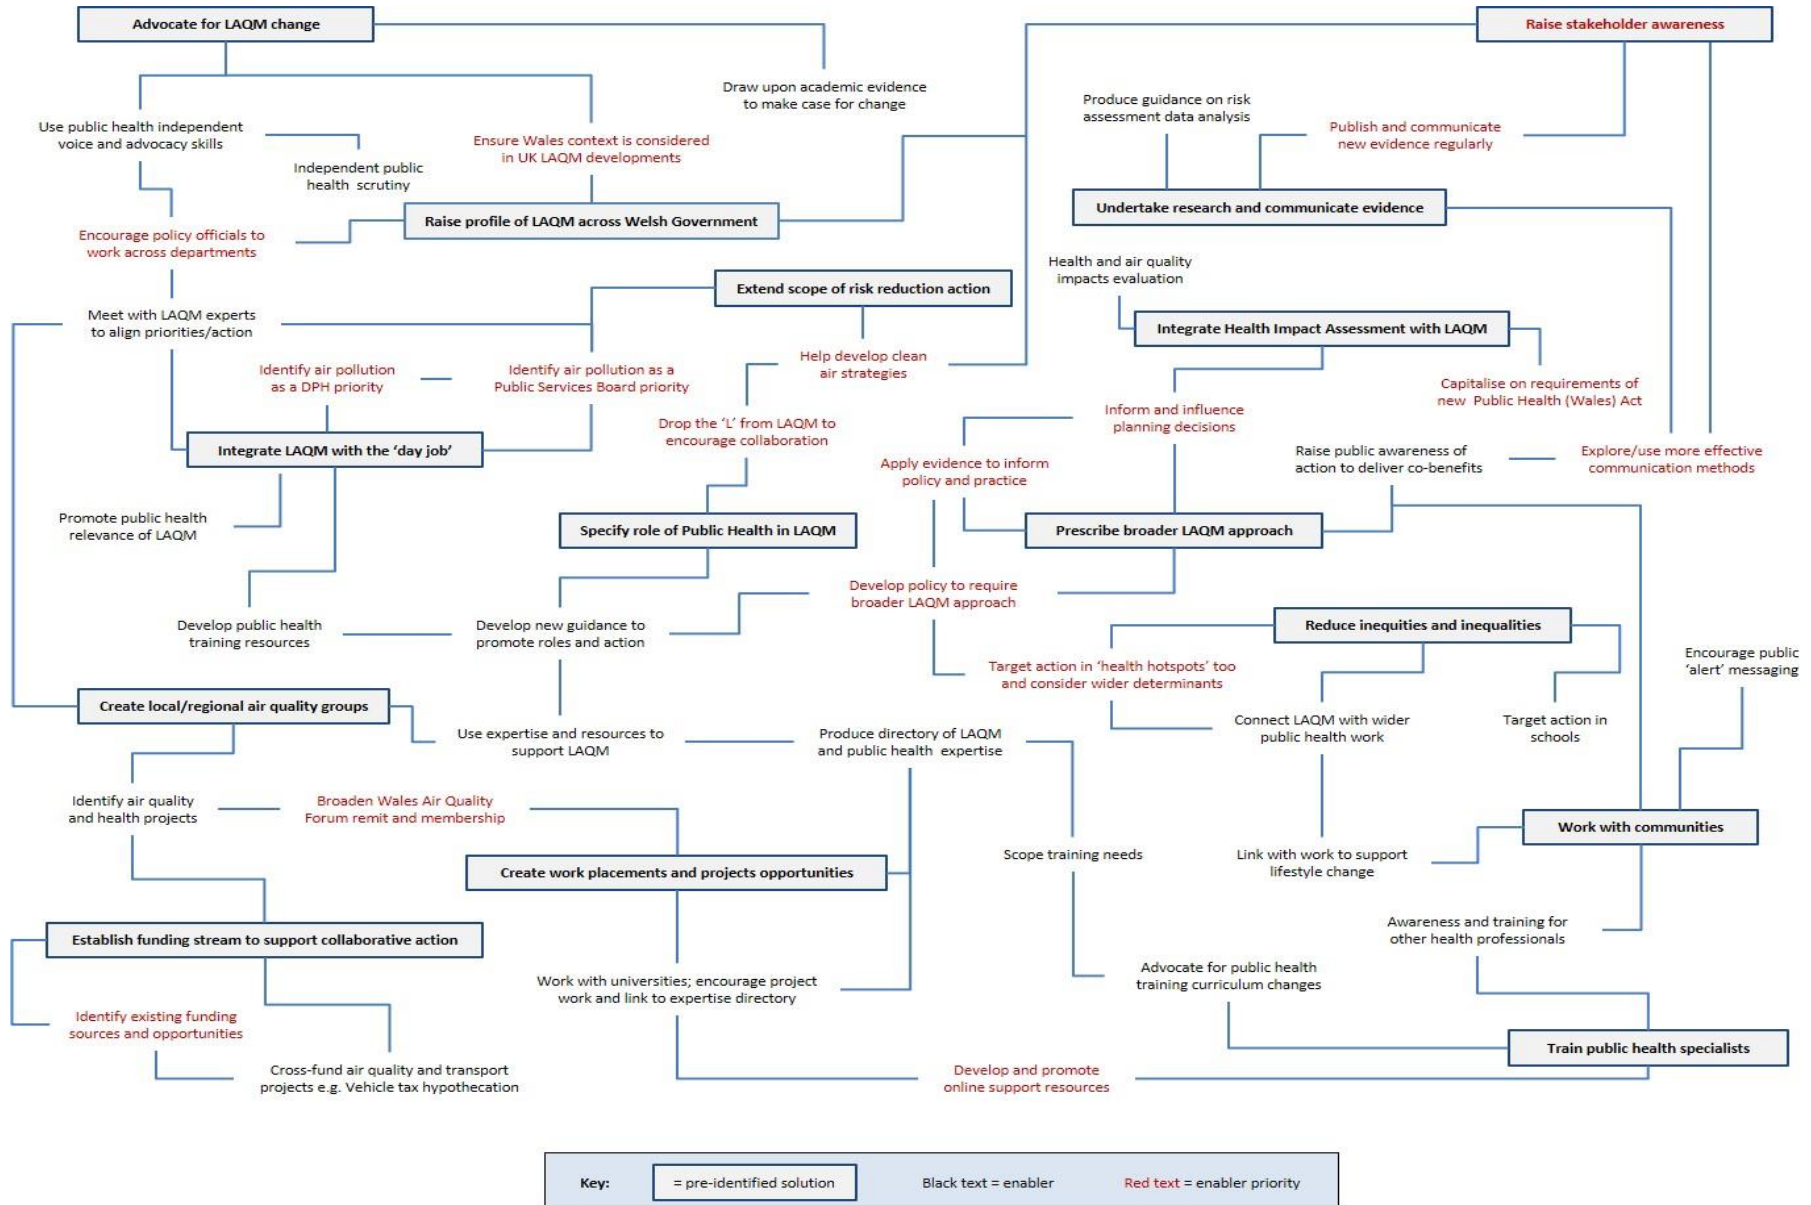 Advocate for LAQM change
Raise stakeholder awareness
Draw upon academic evidence
to make case for change
Produce guidance on risk
assessment data analysis
Use public health independent
voice and advocacy skills
Ensure Wales context is considered
in UK LAQM developments
Publish and communicate
new evidence regularly
Independent public
health scrutiny
Raise profile of LAQM across Welsh Government
Undertake research and communicate evidence
Encourage policy officials to
work across departments
Health and air quality
impacts evaluation
Extend scope of risk reduction action
Meet with LAQM experts
to align priorities/action
Integrate Health Impact Assessment with LAQM
Identify air pollution
as a DPH priority
Identify air pollution as a
Public Services Board priority
Help develop clean
air strategies
Capitalise on requirements of
new Public Health (Wales) Act
Drop the ‘L’ from LAQM to
encourage collaboration
Inform and influence
planning decisions
Integrate LAQM with the ‘day job’
Apply evidence to inform
policy and practice
Raise public awareness of
action to deliver co-benefits
Explore/use more effective
communication methods
Promote public health
relevance of LAQM
Specify role of Public Health in LAQM
Prescribe broader LAQM approach
Develop policy to require
broader LAQM approach
Develop public health
training resources
Develop new guidance to
promote roles and action
Reduce inequities and inequalities
Target action in ‘health hotspots’ too
and consider wider determinants
Encourage public
‘alert’ messaging
Create local/regional air quality groups
Use expertise and resources to
support LAQM
Produce directory of LAQM
and public health expertise
Connect LAQM with wider
public health work
Target action in
schools
Identify air quality
and health projects
Broaden Wales Air Quality
Forum remit and membership
Scope training needs
Link with work to support
lifestyle change
Work with communities
Create work placements and projects opportunities
Establish funding stream to support collaborative action
Awareness and training for
other health professionals
Work with universities; encourage project
work and link to expertise directory
Advocate for public health
training curriculum changes
Identify existing funding
sources and opportunities
Train public health specialists
Cross-fund air quality and transport
projects e.g. Vehicle tax hypothecation
Develop and promote
online support resources
Key:
= pre-identified solution
Black text = enabler
Red text = enabler priority